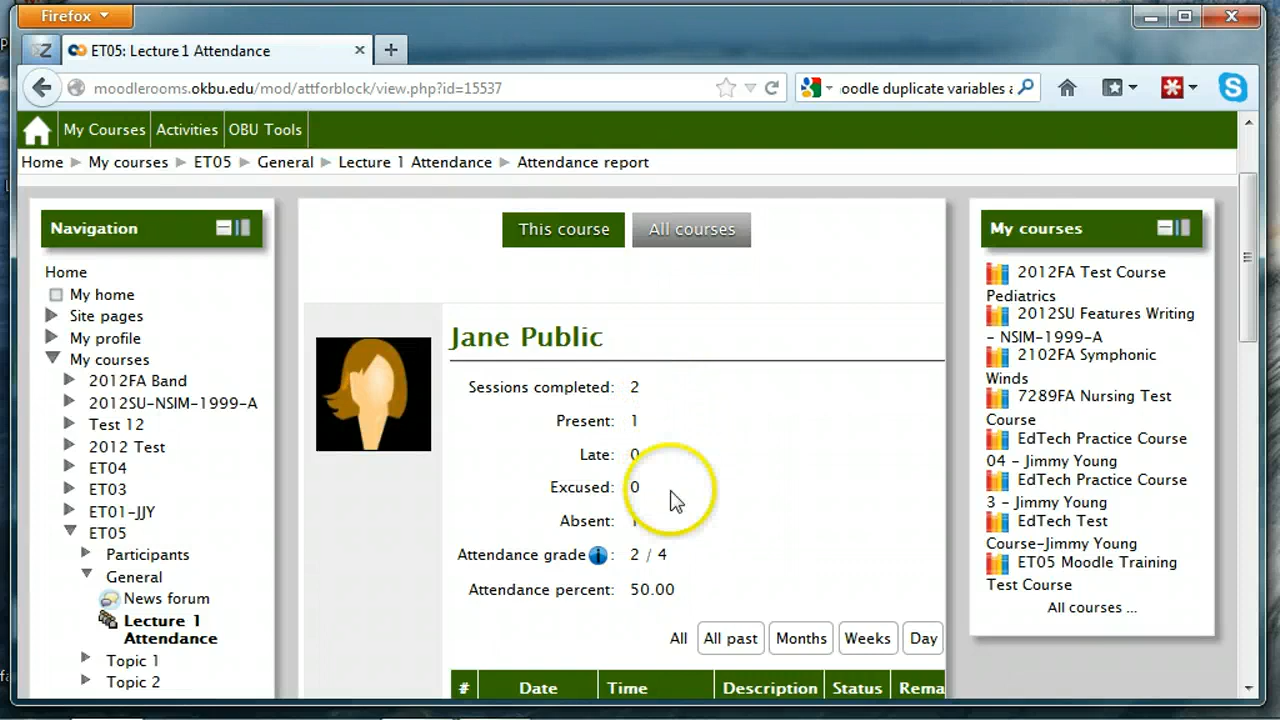 Firefox
ET05: Lecture 1 Attendance
moodlerooms.okbu.edu/mod/attforblock/view.php?id=15537
oodle duplicate variables a
My Courses
Activities
OBU Tools
Home
My courses
ET05
General
Lecture 1 Attendance
Attendance report
Navigation
Home
My home
Site pages
My profile
My courses
2012FA Band
2012SU-NSIM-1999-A
Test 12
2012 Test
ET04
ET03
ET01-JJY
ET05
Participants
General
News forum
Lecture 1
Attendance
Topic 1
Topic 2
This course
All courses
Jane Public
Sessions completed: 2
Present: 1
Late: 0
Excused: 0
Absent: 1
Attendance grade : 2 / 4
Attendance percent: 50.00
All
All past
Months
Weeks
Day
#
Date
Time
Description
Status
Rema
My courses
2012FA Test Course
Pediatrics
2012SU Features Writing
- NSIM-1999-A
2102FA Symphonic
Winds
7289FA Nursing Test
Course
EdTech Practice Course
04 - Jimmy Young
EdTech Practice Course
3 - Jimmy Young
EdTech Test
Course-Jimmy Young
ET05 Moodle Training
Test Course
All courses ...